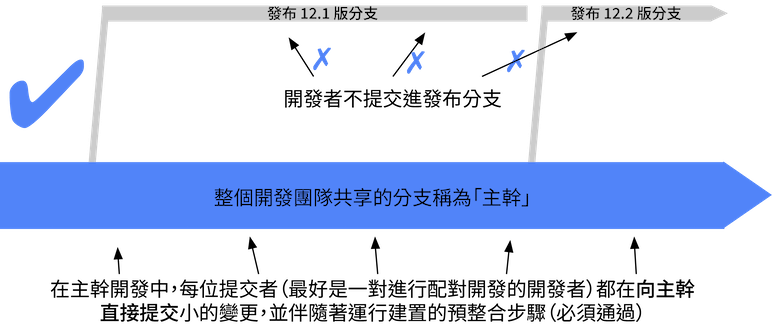 發布 12.1 版分支
發布 12.2 版分支
開發者不提交進發布分支
整個開發團隊共享的分支稱為「主幹」
在主幹開發中，每位提交者（最好是一對進行配對開發的開發者）都在向主幹
直接提交小的變更，並伴隨著運行建置的預整合步驟（必須通過）